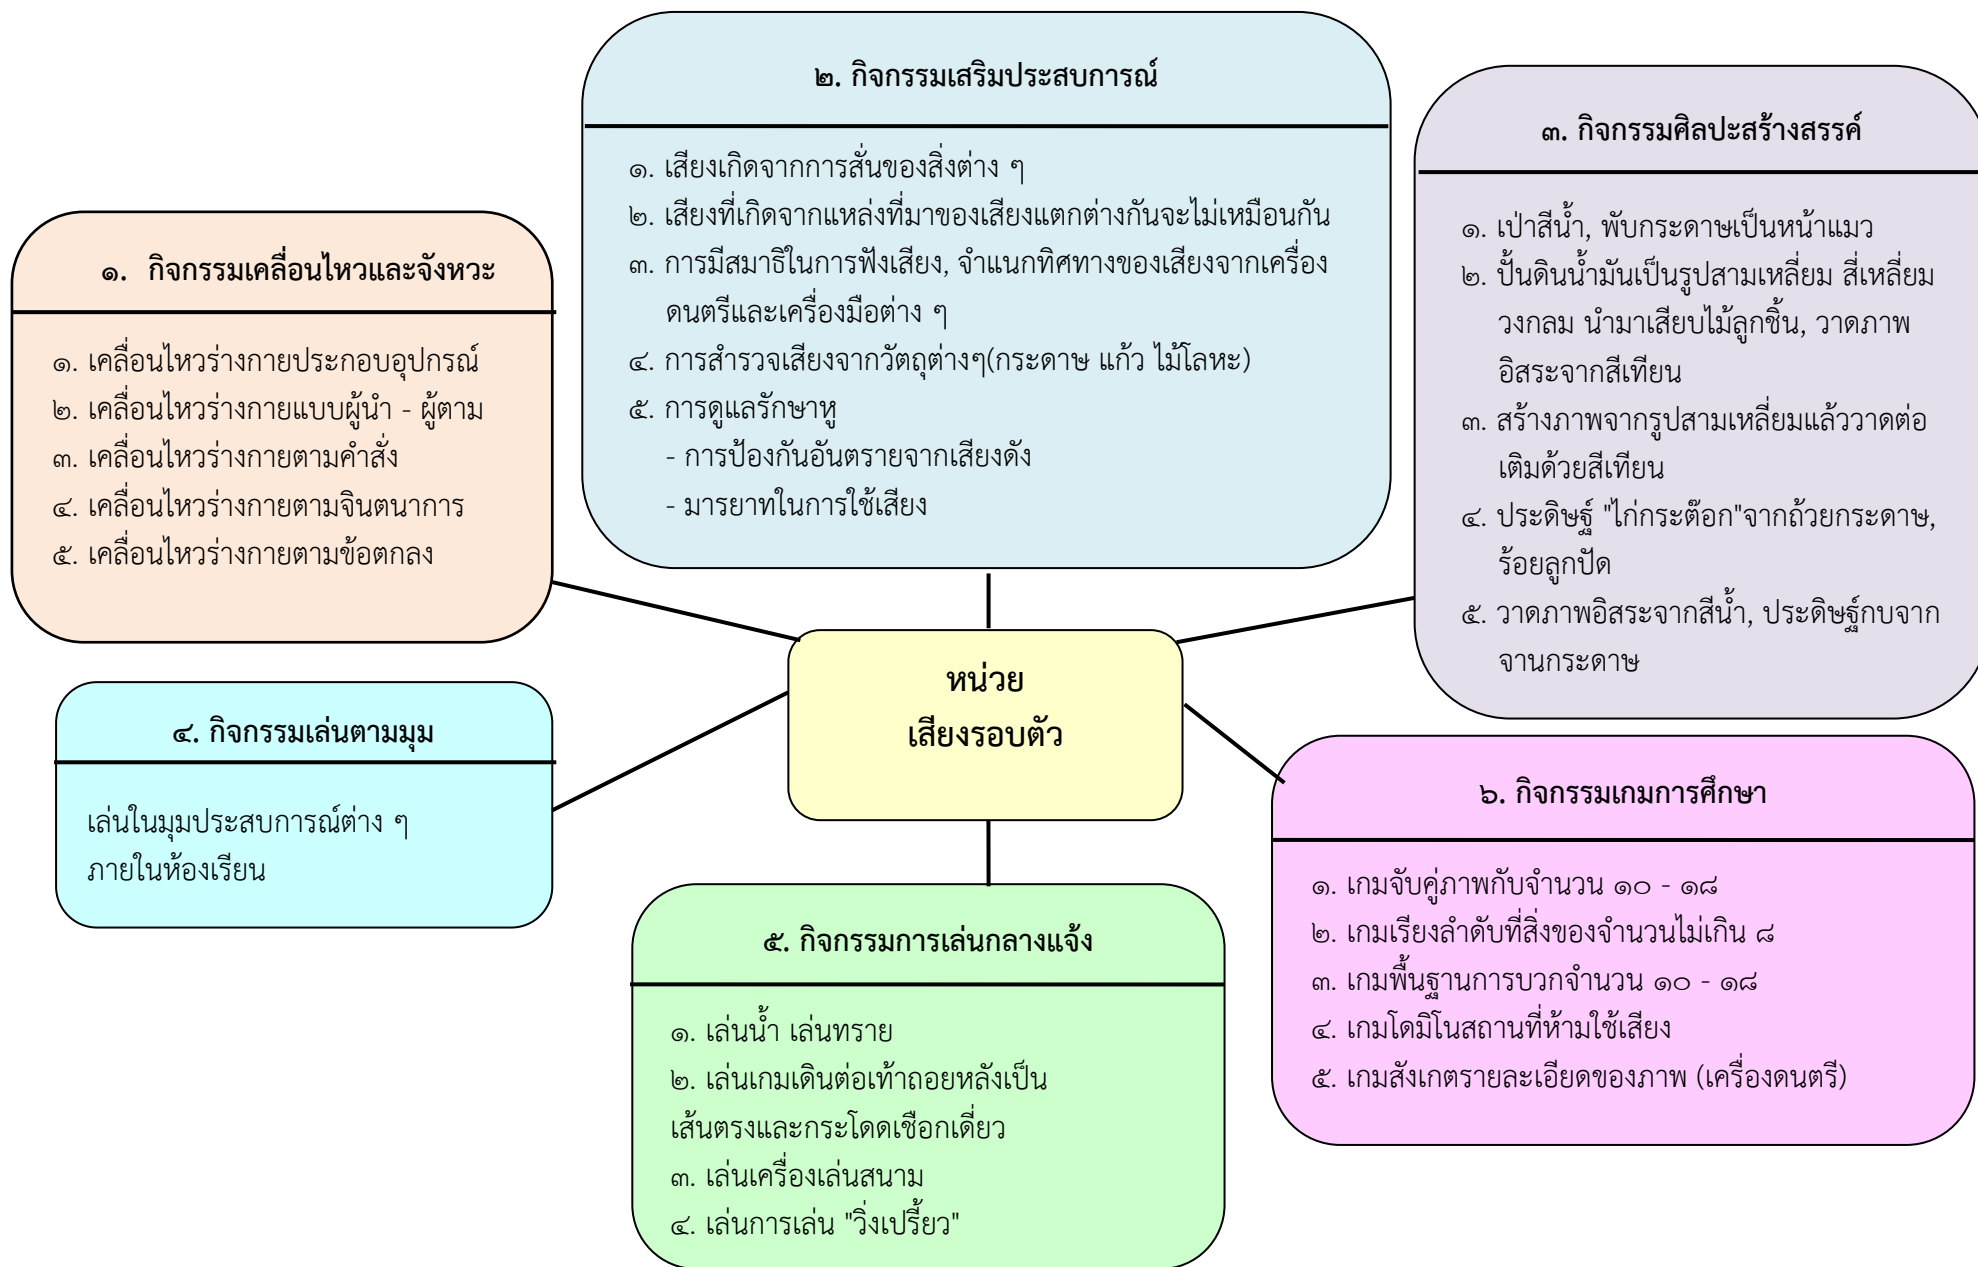 ๑. กิจกรรมเคลื่อนไหวและจังหวะ
๑. เคลื่อนไหวร่างกายประกอบอุปกรณ์
๒. เคลื่อนไหวร่างกายแบบผู้นำ - ผู้ตาม
๓. เคลื่อนไหวร่างกายตามคำสั่ง
๔. เคลื่อนไหวร่างกายตามจินตนาการ
๕. เคลื่อนไหวร่างกายตามข้อตกลง
๒. กิจกรรมเสริมประสบการณ์
๑. เสียงเกิดจากการสั่นของสิ่งต่าง ๆ
๒. เสียงที่เกิดจากแหล่งที่มาของเสียงแตกต่างกันจะไม่เหมือนกัน
๓. การมีสมาธิในการฟังเสียง, จำแนกทิศทางของเสียงจากเครื่อง
ดนตรีและเครื่องมือต่าง ๆ
๔. การสำรวจเสียงจากวัตถุต่างๆ(กระดาษ แก้ว ไม้โลหะ)
๕. การดูแลรักษาหู
- การป้องกันอันตรายจากเสียงดัง
- มารยาทในการใช้เสียง
๓. กิจกรรมศิลปะสร้างสรรค์
๑. เป่าสีน้ำ, พับกระดาษเป็นหน้าแมว
๒. ปั้นดินน้ำมันเป็นรูปสามเหลี่ยม สี่เหลี่ยม
วงกลม นำมาเสียบไม้ลูกชิ้น, วาดภาพ
อิสระจากสีเทียน
๓. สร้างภาพจากรูปสามเหลี่ยมแล้ววาดต่อ
เติมด้วยสีเทียน
๔. ประดิษฐ์ "ไก่กระต๊อก"จากถ้วยกระดาษ,
ร้อยลูกปัด
๕. วาดภาพอิสระจากสีน้ำ, ประดิษฐ์กบจาก
จานกระดาษ
หน่วย
เสียงรอบตัว
๔. กิจกรรมเล่นตามมุม
เล่นในมุมประสบการณ์ต่าง ๆ
ภายในห้องเรียน
๕. กิจกรรมการเล่นกลางแจ้ง
๑. เล่นน้ำ เล่นทราย
๒. เล่นเกมเดินต่อเท้าถอยหลังเป็น
เส้นตรงและกระโดดเชือกเดี่ยว
๓. เล่นเครื่องเล่นสนาม
๔. เล่นการเล่น "วิ่งเปรี้ยว"
๖. กิจกรรมเกมการศึกษา
๑. เกมจับคู่ภาพกับจำนวน ๑๐ - ๑๘
๒. เกมเรียงลำดับที่สิ่งของจำนวนไม่เกิน ๘
๓. เกมพื้นฐานการบวกจำนวน ๑๐ - ๑๘
๔. เกมโดมิโนสถานที่ห้ามใช้เสียง
๕. เกมสังเกตรายละเอียดของภาพ (เครื่องดนตรี)